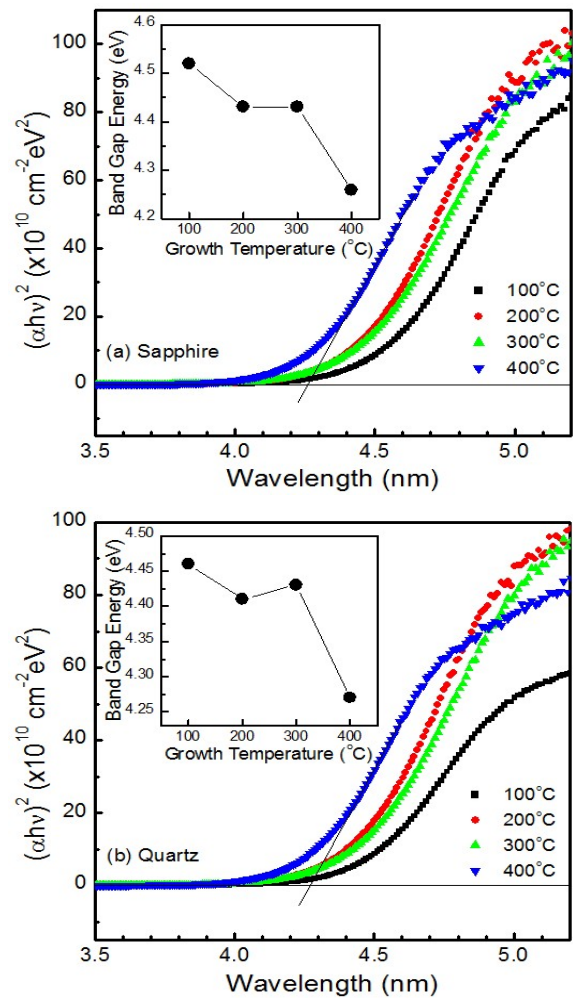 100
80
60
40
20
0
(αhν)² (x10¹⁰ cm⁻²eV²)
4.6
4.5
4.4
4.3
4.2
Band Gap Energy (eV)
100 200 300 400
Growth Temperature (°C)
100°C
200°C
300°C
400°C
(a) Sapphire
3.5 4.0 4.5 5.0
Wavelength (nm)
100
80
60
40
20
0
(αhν)² (x10¹⁰ cm⁻²eV²)
4.50
4.45
4.40
4.35
4.30
4.25
Band Gap Energy (eV)
100 200 300 400
Growth Temperature (°C)
100°C
200°C
300°C
400°C
(b) Quartz
3.5 4.0 4.5 5.0
Wavelength (nm)